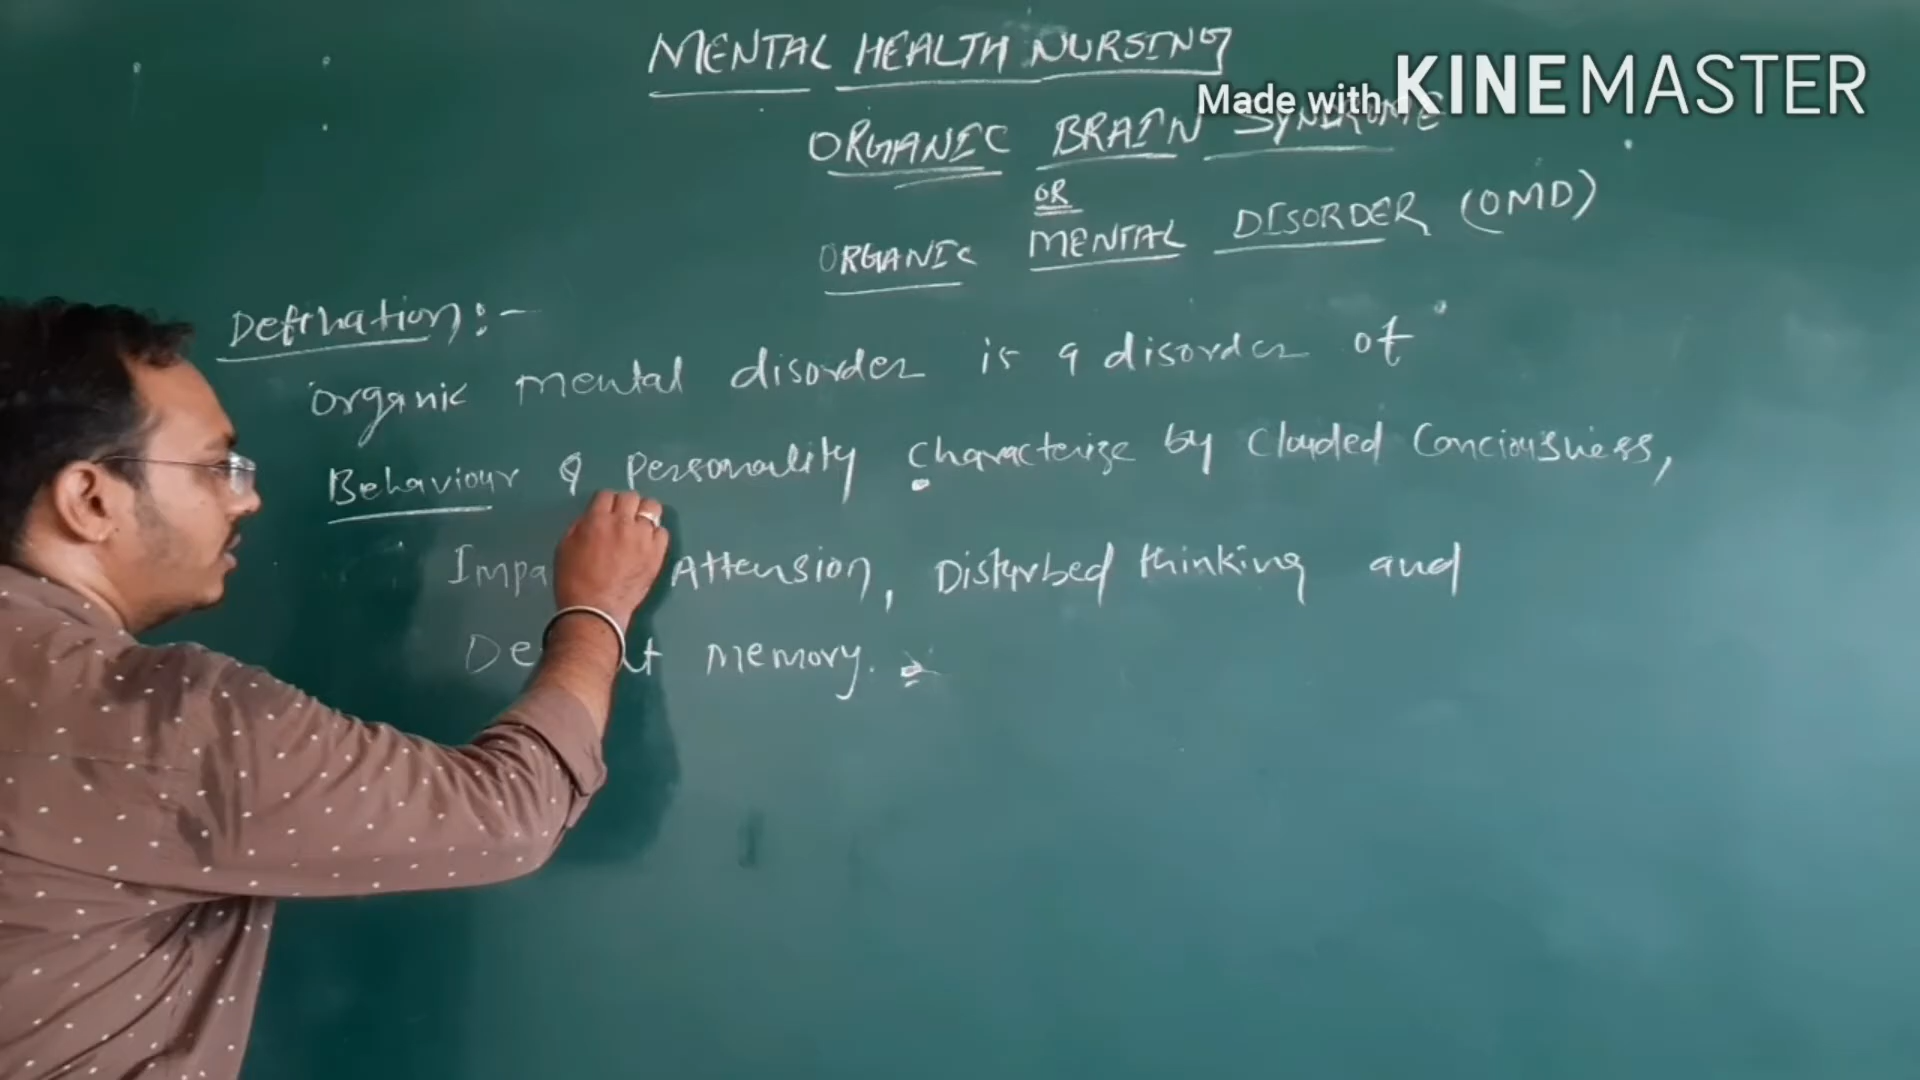 MENTAL HEALTH NURSING
Made with KINEMASTER
ORGANIC BRAIN SYNDROME
OR
ORGANIC MENTAL DISORDER (OMD)
Defination:-
Organic mental disorder is a disorder of
Behaviour & Personality Characterize by Clouded Conciousness,
Attension, Disturbed thinking and
memory.